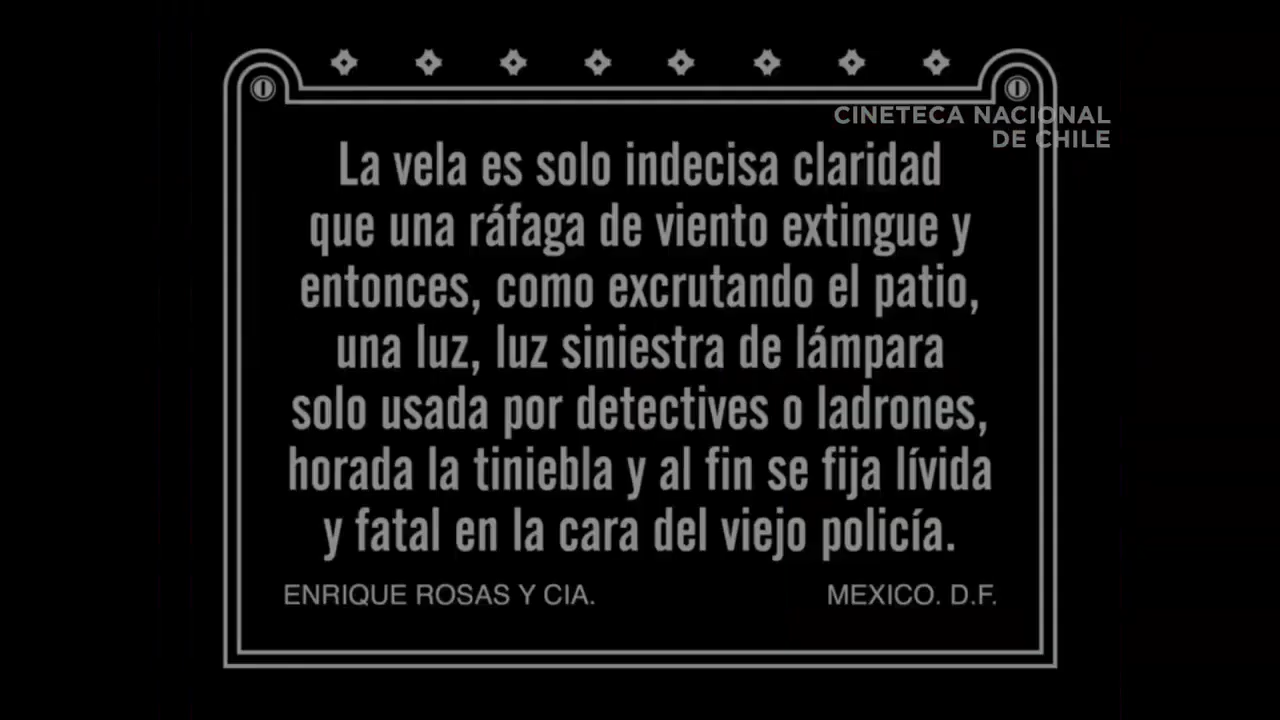 CINETECA NACIONAL
DE CHILE
La vela es solo indecisa claridad
que una ráfaga de viento extingue y
entonces, como excrutando el patio,
una luz, luz siniestra de lámpara
solo usada por detectives o ladrones,
horada la tiniebla y al fin se fija lívida
y fatal en la cara del viejo policía.
ENRIQUE ROSAS Y CIA.
MEXICO. D.F.